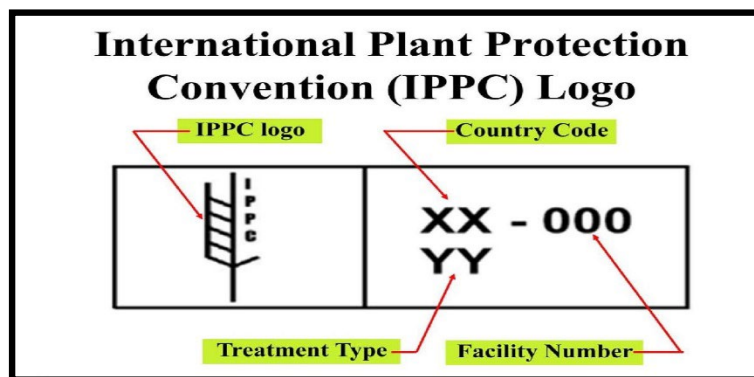 International Plant Protection
Convention (IPPC) Logo
IPPC logo
Country Code
IPPC
XX - 000
YY
Treatment Type
Facility Number